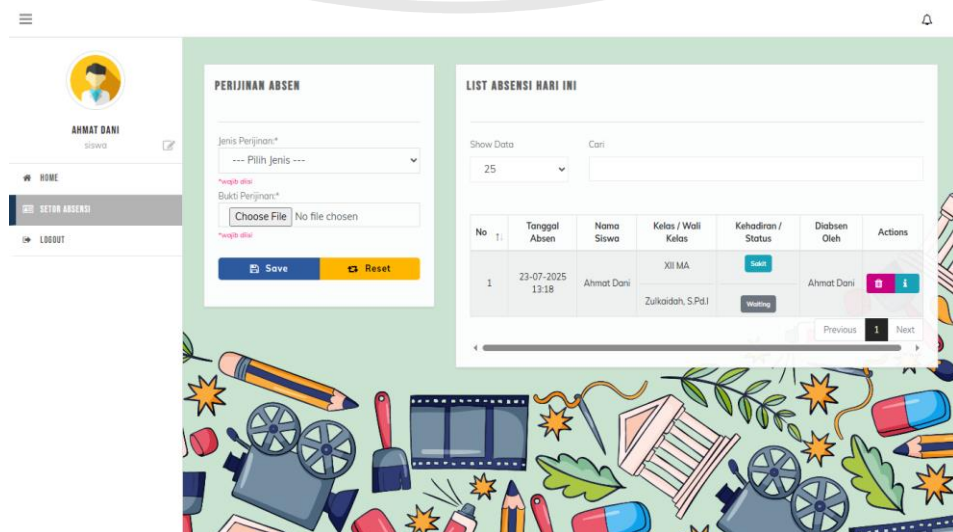 AHMAT DANI
siswa
HOME
SETOR ABSENSI
LOGOUT
PERIJINAN ABSEN
Jenis Perijinan:*
--- Pilih Jenis ---
*wajib diisi
Bukti Perijinan:*
Choose File No file chosen
*wajib diisi
Save Reset
LIST ABSENSI HARI INI
Show Data Cari
25
No Tanggal Absen Nama Siswa Kelas / Wali Kelas Kehadiran / Status Diabsen Oleh Actions
1 23-07-2025 13:18 Ahmat Dani XII MA Zulkaidah, S.Pd.I Sakit Waiting Ahmat Dani
Previous 1 Next